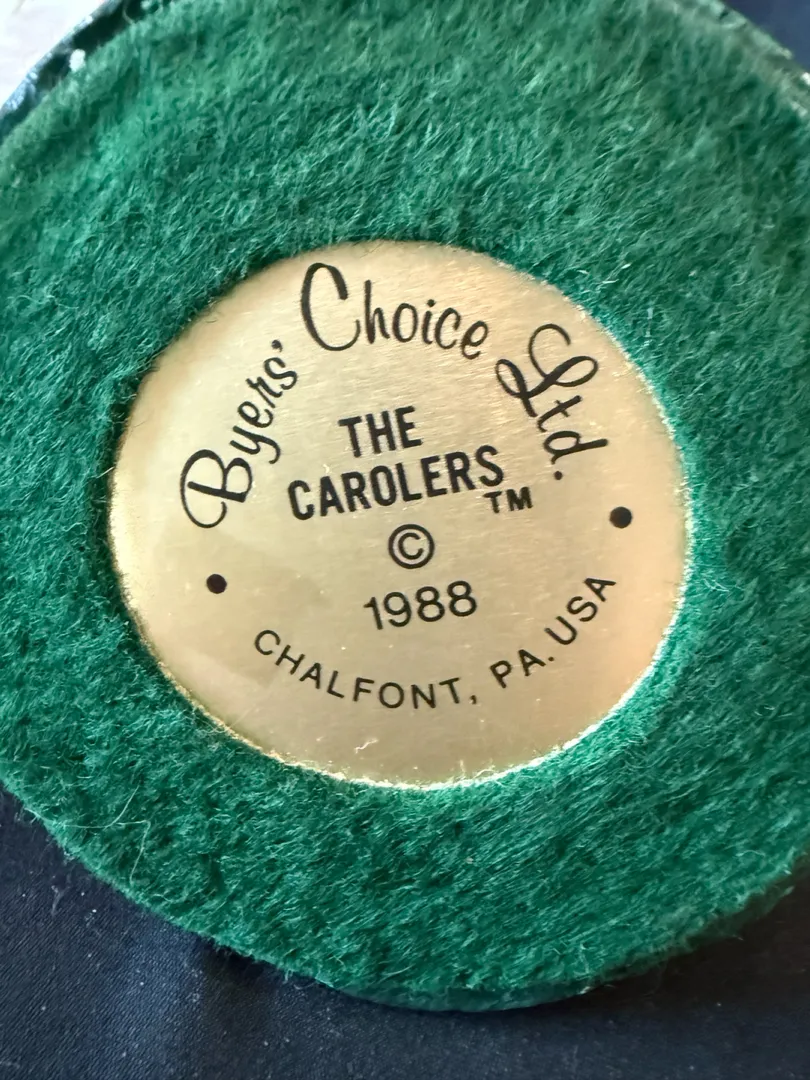 Byers' Choice Ltd.
THE
CAROLERS™
©
1988
• CHALFONT, PA. USA •